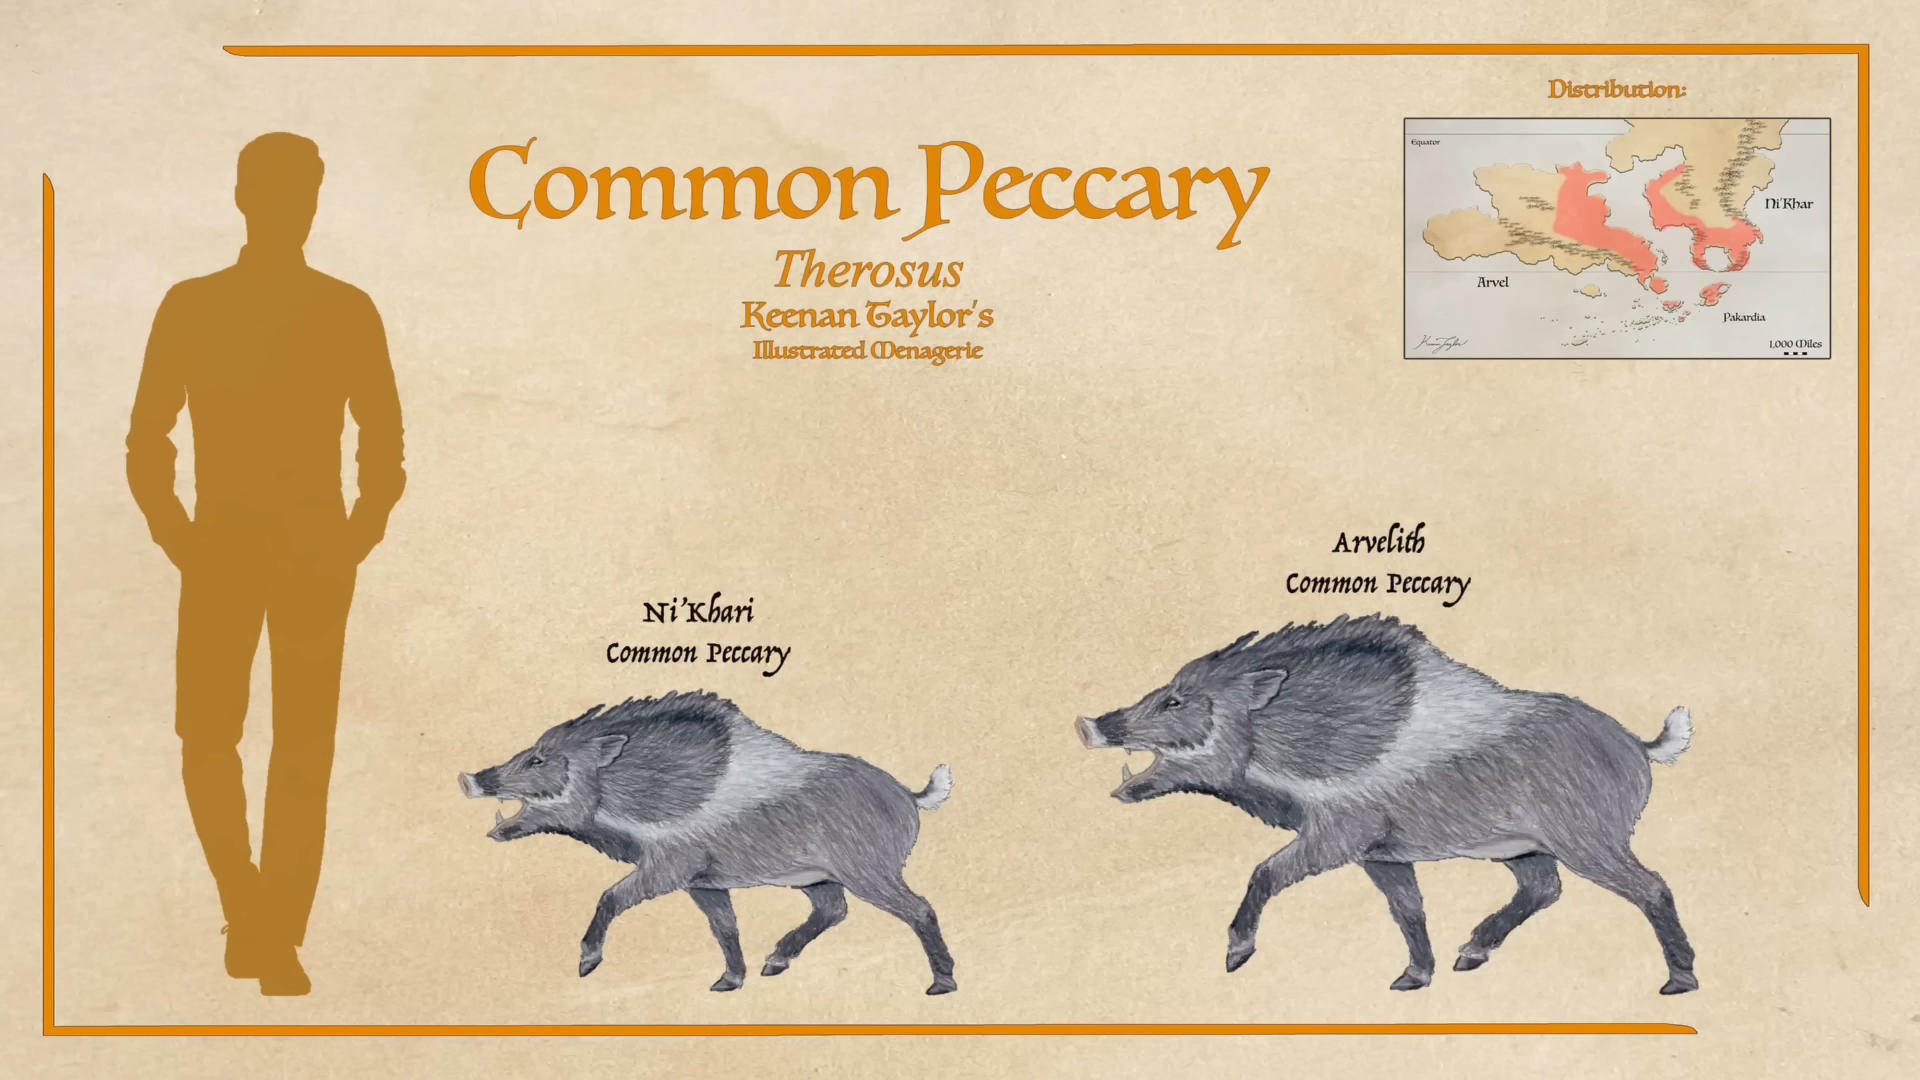 Common Peccary
Therosus
Keenan Taylor's
Illustrated Menagerie
Distribution:
Equator
Ni'Khar
Arvel
Pakardia
1,000 Miles
Ni'Khari
Common Peccary
Arvelith
Common Peccary